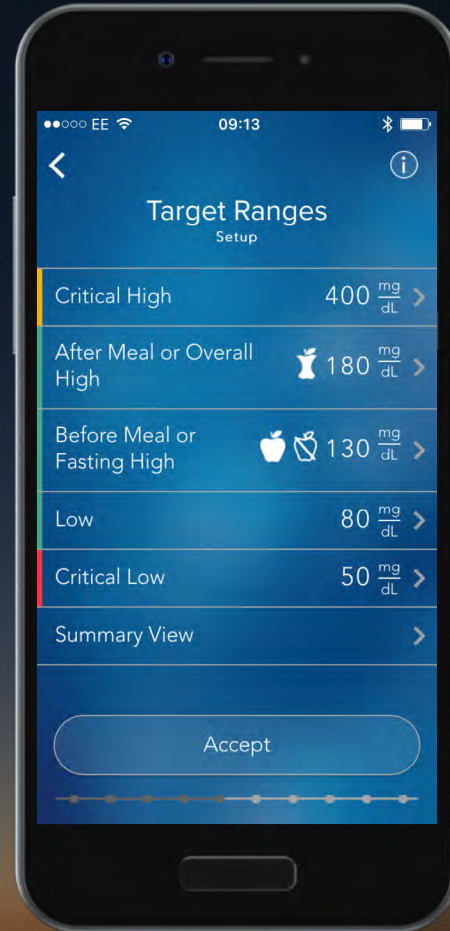 EE 09:13
Target Ranges
Setup
Critical High 400 mg/dL
After Meal or Overall
High 180 mg/dL
Before Meal or
Fasting High 130 mg/dL
Low 80 mg/dL
Critical Low 50 mg/dL
Summary View
Accept